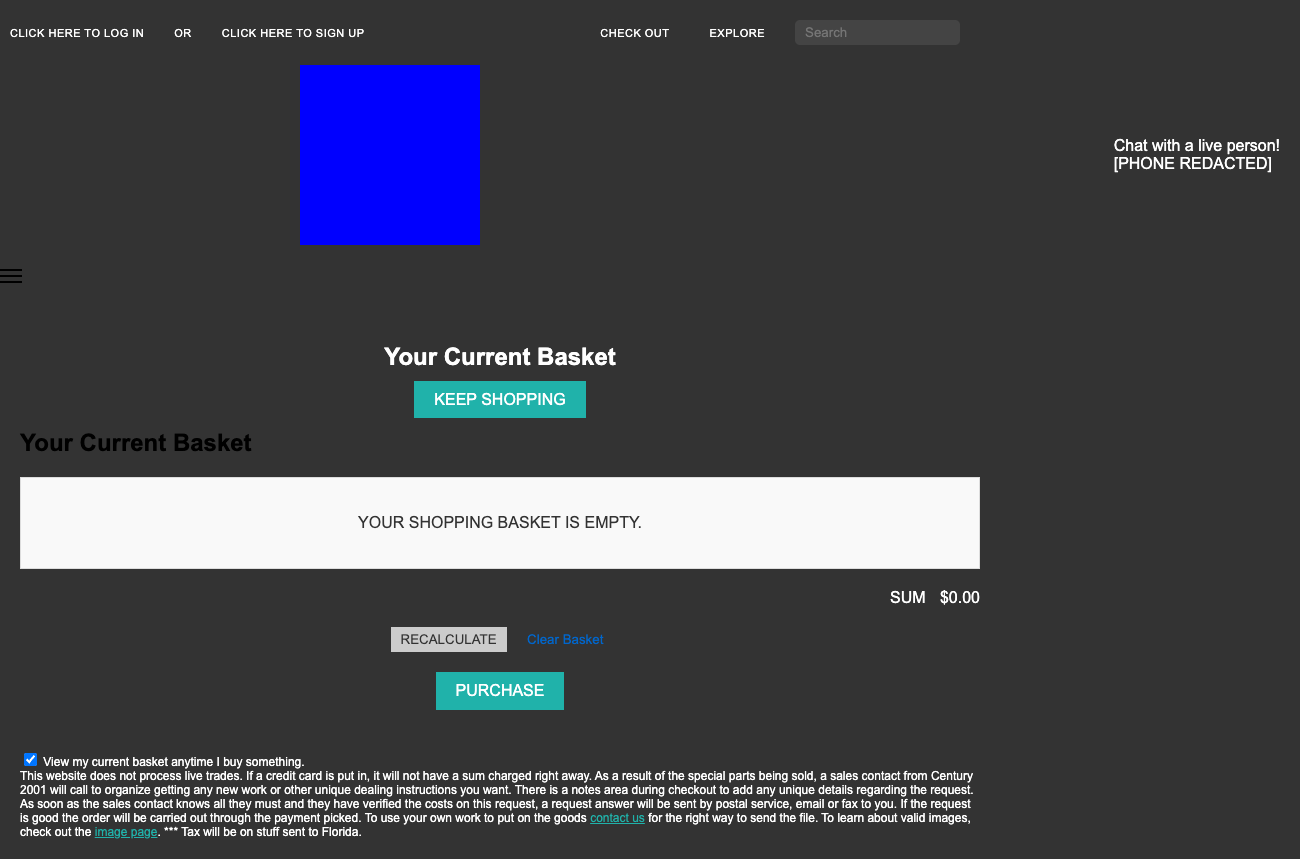 CLICK HERE TO LOG IN OR CLICK HERE TO SIGN UP CHECK OUT EXPLORE Search
Chat with a live person!
[PHONE REDACTED]
Your Current Basket
KEEP SHOPPING
Your Current Basket
YOUR SHOPPING BASKET IS EMPTY.
SUM $0.00
RECALCULATE Clear Basket
PURCHASE
View my current basket anytime I buy something.
This website does not process live trades. If a credit card is put in, it will not have a sum charged right away. As a result of the special parts being sold, a sales contact from Century
2001 will call to organize getting any new work or other unique dealing instructions you want. There is a notes area during checkout to add any unique details regarding the request.
As soon as the sales contact knows all they must and they have verified the costs on this request, a request answer will be sent by postal service, email or fax to you. If the request
is good the order will be carried out through the payment picked. To use your own work to put on the goods contact us for the right way to send the file. To learn about valid images,
check out the image page. *** Tax will be on stuff sent to Florida.